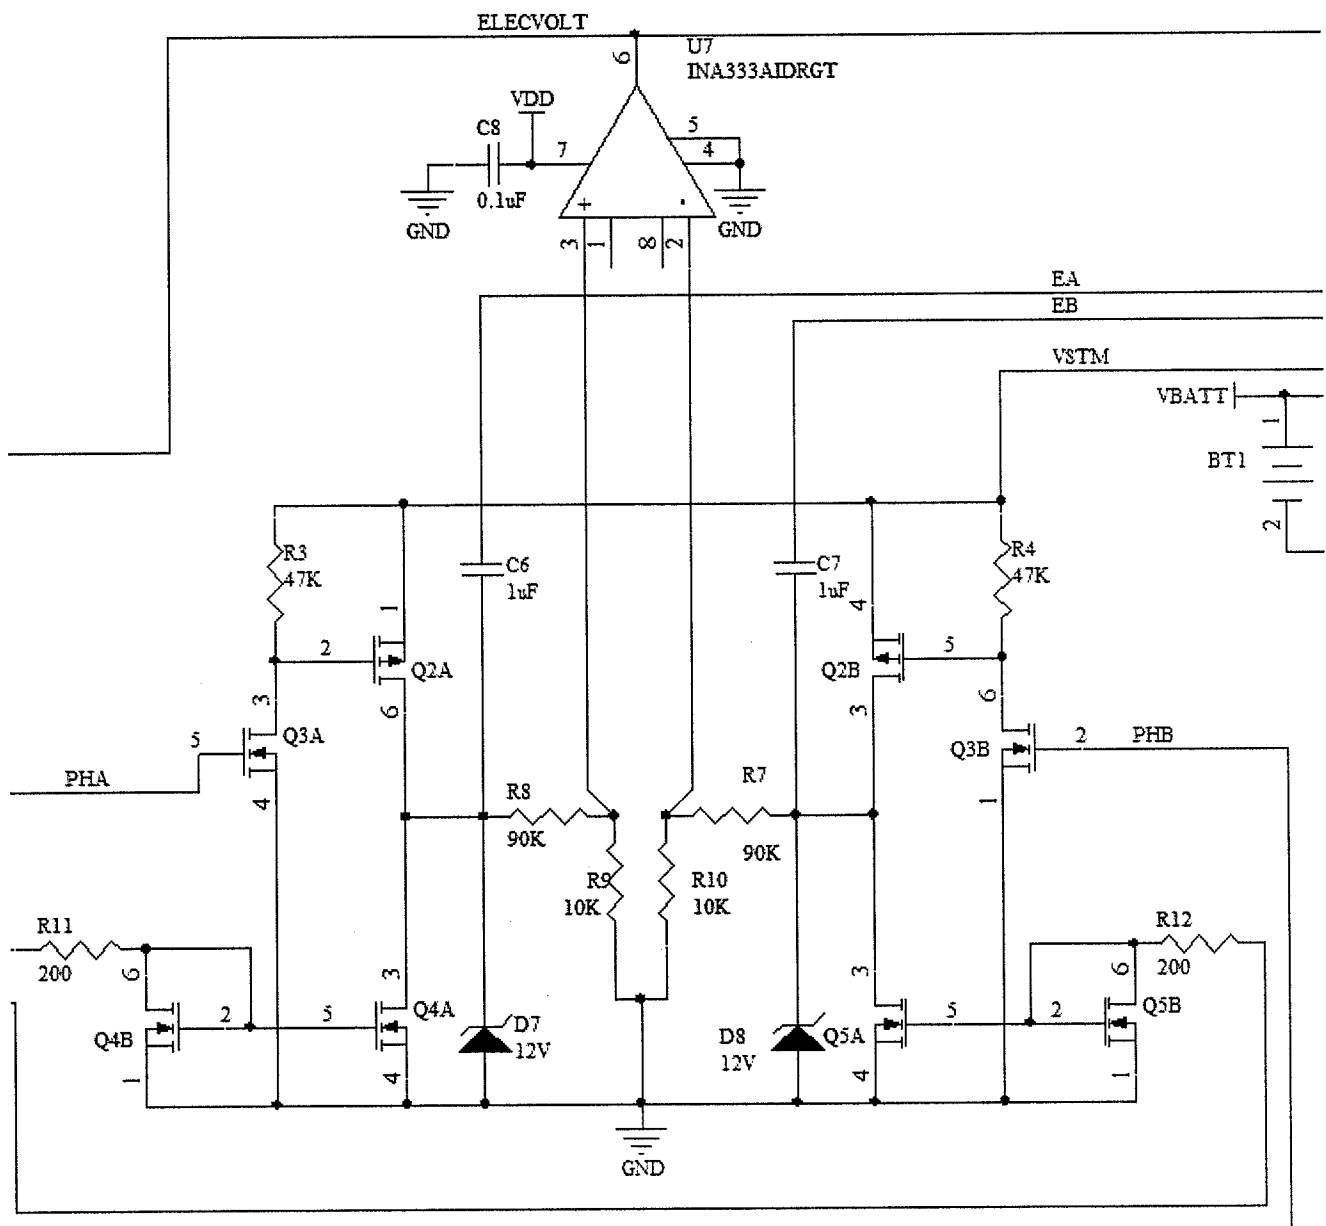 ELECVOLT
U7
INA333AIDRGT
6
VDD
C8
7
5
4
0.1uF
GND
GND
+
-
3
1
8
2
EA
EB
VSTM
VBATT
1
BT1
2
R3
47K
C6
1uF
C7
1uF
R4
47K
1
4
2
Q2A
Q2B
5
3
6
3
6
5
Q3A
Q3B
2
PHB
PHA
4
1
R8
90K
R7
90K
R9
10K
R10
10K
R11
200
R12
200
6
3
3
6
2
5
Q4A
Q4B
D7
12V
D8
12V
Q5A
5
2
Q5B
1
4
4
1
GND